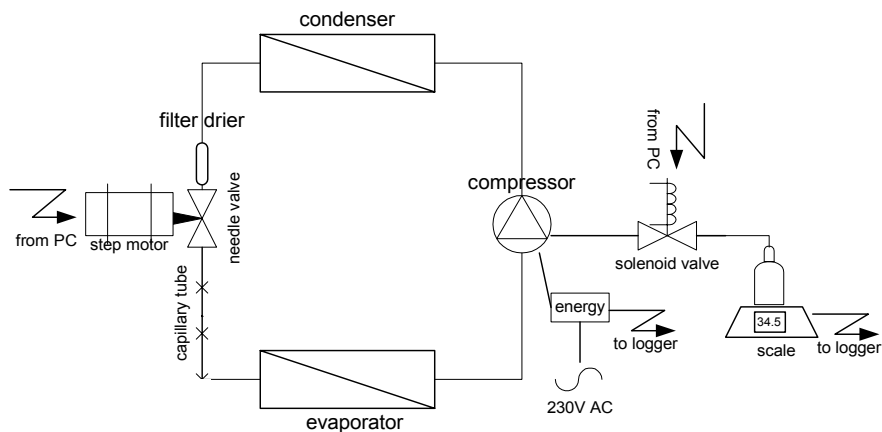 condenser
filter drier
from PC
step motor
needle valve
capillary tube
compressor
from PC
solenoid valve
energy
to logger
230V AC
34.5
scale
to logger
evaporator